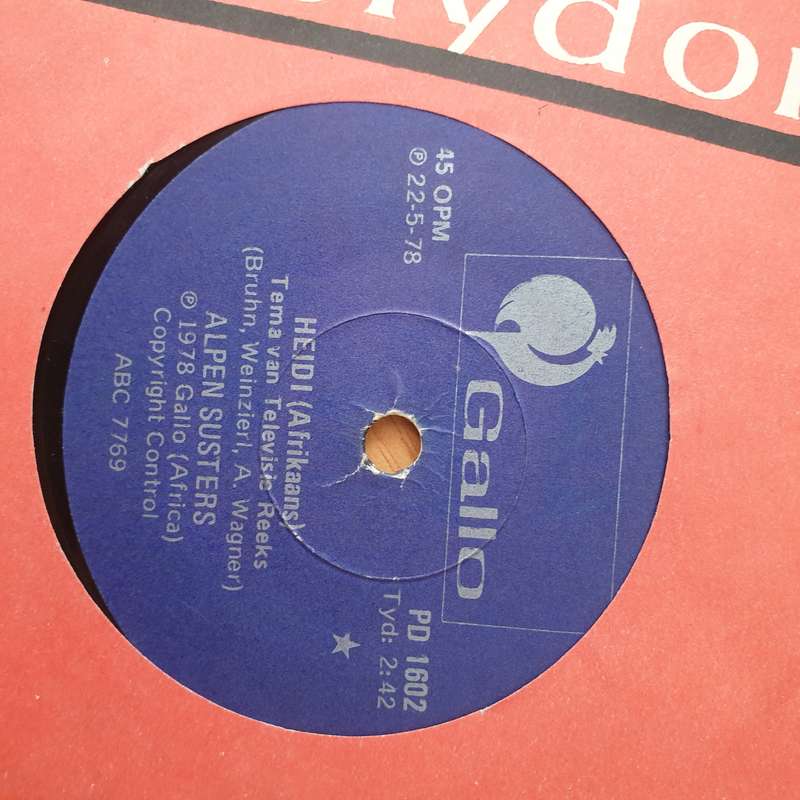 Gallo
45 OPM
℗ 22-5-78
PD 1602
Tyd: 2:42
HEIDI (Afrikaans)
Tema van Televisie Reeks
(Bruhn, Weinzierl, A. Wagner)
ALPEN SUSTERS
℗ 1978 Gallo (Africa)
Copyright Control
ABC 7769
lydor